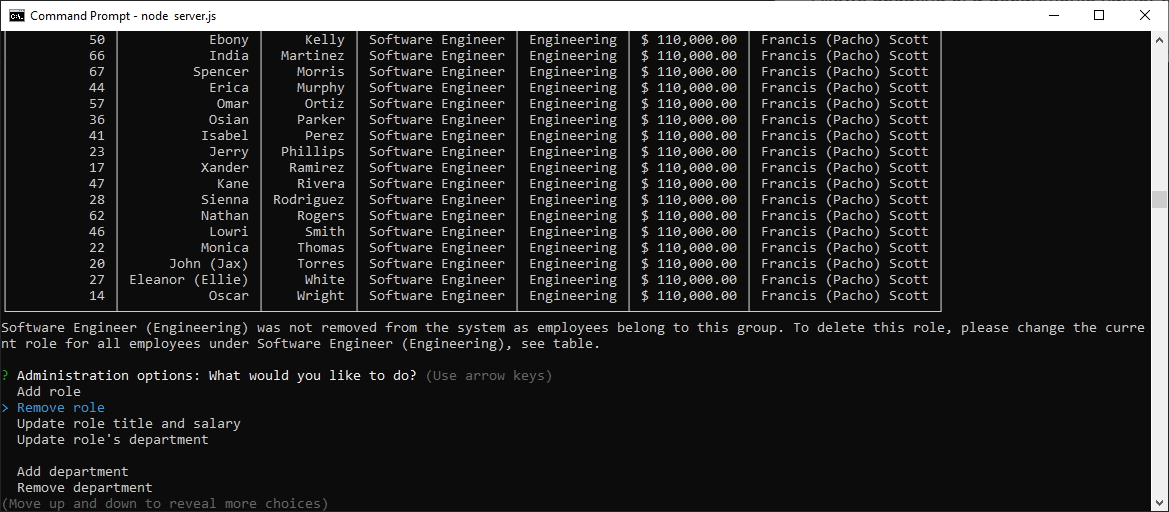 Command Prompt - node server.js
50 Ebony Kelly Software Engineer Engineering $ 110,000.00 Francis (Pacho) Scott
66 India Martinez Software Engineer Engineering $ 110,000.00 Francis (Pacho) Scott
67 Spencer Morris Software Engineer Engineering $ 110,000.00 Francis (Pacho) Scott
44 Erica Murphy Software Engineer Engineering $ 110,000.00 Francis (Pacho) Scott
57 Omar Ortiz Software Engineer Engineering $ 110,000.00 Francis (Pacho) Scott
36 Osian Parker Software Engineer Engineering $ 110,000.00 Francis (Pacho) Scott
41 Isabel Perez Software Engineer Engineering $ 110,000.00 Francis (Pacho) Scott
23 Jerry Phillips Software Engineer Engineering $ 110,000.00 Francis (Pacho) Scott
17 Xander Ramirez Software Engineer Engineering $ 110,000.00 Francis (Pacho) Scott
47 Kane Rivera Software Engineer Engineering $ 110,000.00 Francis (Pacho) Scott
28 Sienna Rodriguez Software Engineer Engineering $ 110,000.00 Francis (Pacho) Scott
62 Nathan Rogers Software Engineer Engineering $ 110,000.00 Francis (Pacho) Scott
46 Lowri Smith Software Engineer Engineering $ 110,000.00 Francis (Pacho) Scott
22 Monica Thomas Software Engineer Engineering $ 110,000.00 Francis (Pacho) Scott
20 John (Jax) Torres Software Engineer Engineering $ 110,000.00 Francis (Pacho) Scott
27 Eleanor (Ellie) White Software Engineer Engineering $ 110,000.00 Francis (Pacho) Scott
14 Oscar Wright Software Engineer Engineering $ 110,000.00 Francis (Pacho) Scott
Software Engineer (Engineering) was not removed from the system as employees belong to this group. To delete this role, please change the curre
nt role for all employees under Software Engineer (Engineering), see table.
? Administration options: What would you like to do? (Use arrow keys)
Add role
> Remove role
Update role title and salary
Update role's department
Add department
Remove department
(Move up and down to reveal more choices)